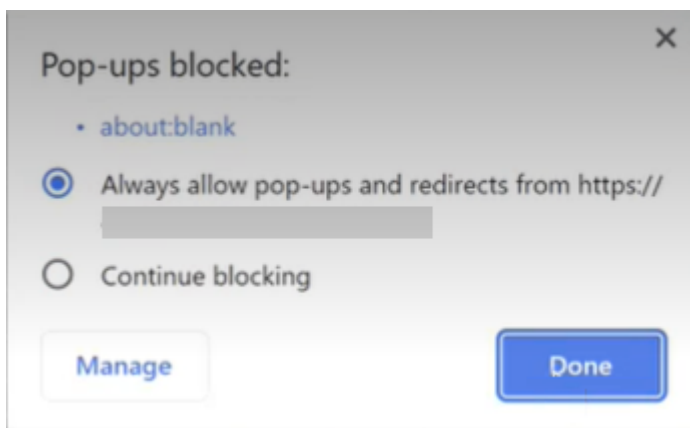 Pop-ups blocked:
• about:blank
Always allow pop-ups and redirects from https://
Continue blocking
Manage
Done